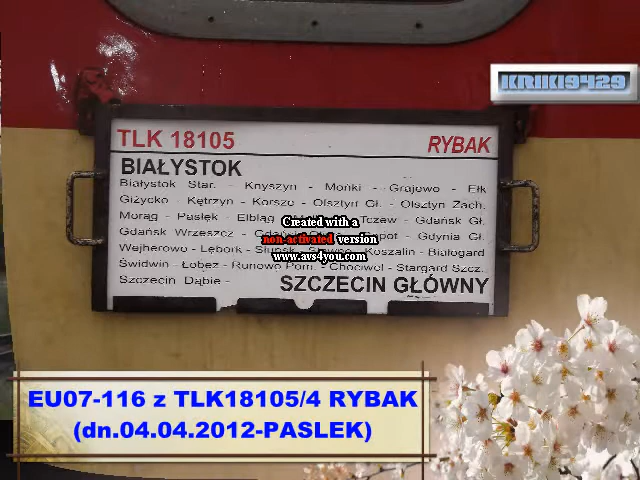 KRIKI9429
TLK 18105 RYBAK
BIAŁYSTOK
Białystok Star. - Knyszyn - Mońki - Grajewo - Ełk
Giżycko - Kętrzyn - Korsze - Olsztyn Gł. - Olsztyn Zach.
Morąg - Pasłęk - Elbląg - Tczew - Gdańsk Gł.
Gdańsk Wrzeszcz - Gdynia Gł.
Wejherowo - Lębork - Słupsk - Koszalin - Białogard
Świdwin - Łobez - Runowo Pom. - Chociwel - Stargard Szcz.
Szczecin Dąbie - SZCZECIN GŁÓWNY
Created with a
non-activated version
www.avs4you.com
EU07-116 z TLK18105/4 RYBAK
(dn.04.04.2012-PASLEK)